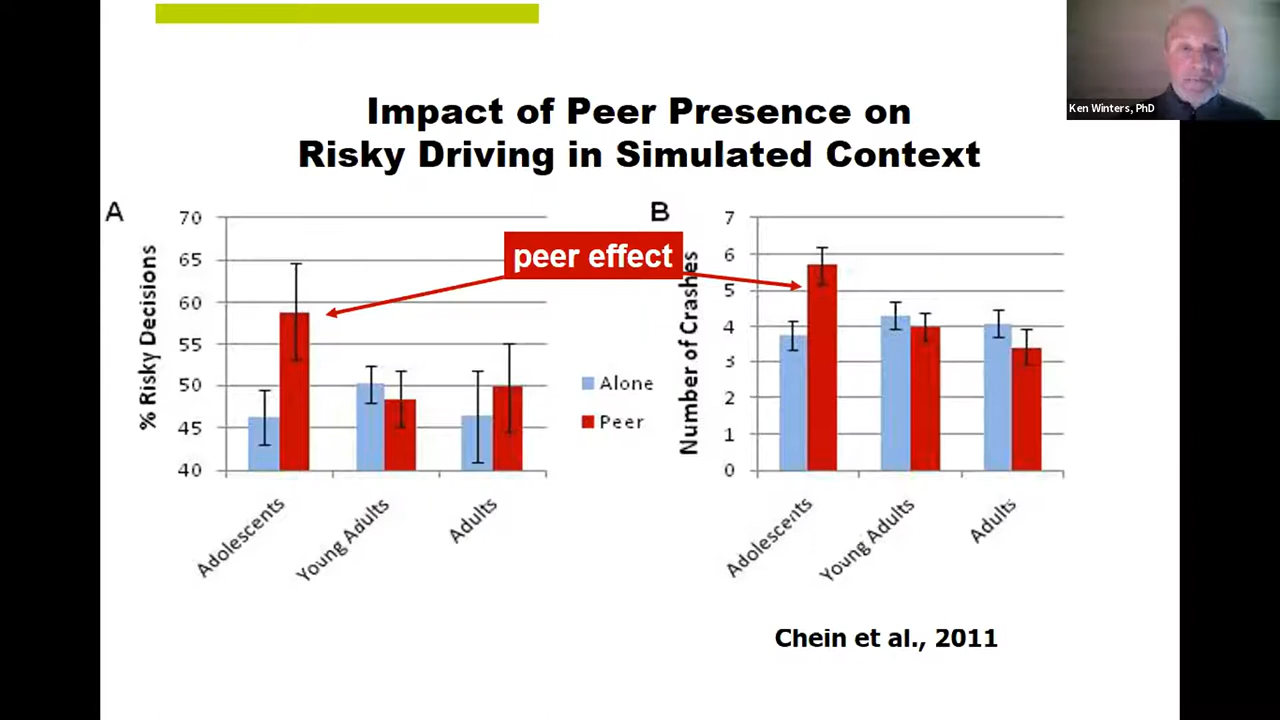 Ken Winters, PhD
Impact of Peer Presence on
Risky Driving in Simulated Context
A
% Risky Decisions
70
65
60
55
50
45
40
Adolescents
Young Adults
Adults
peer effect
Alone
Peer
B
Number of Crashes
7
6
5
4
3
2
1
0
Adolescents
Young Adults
Adults
Chein et al., 2011